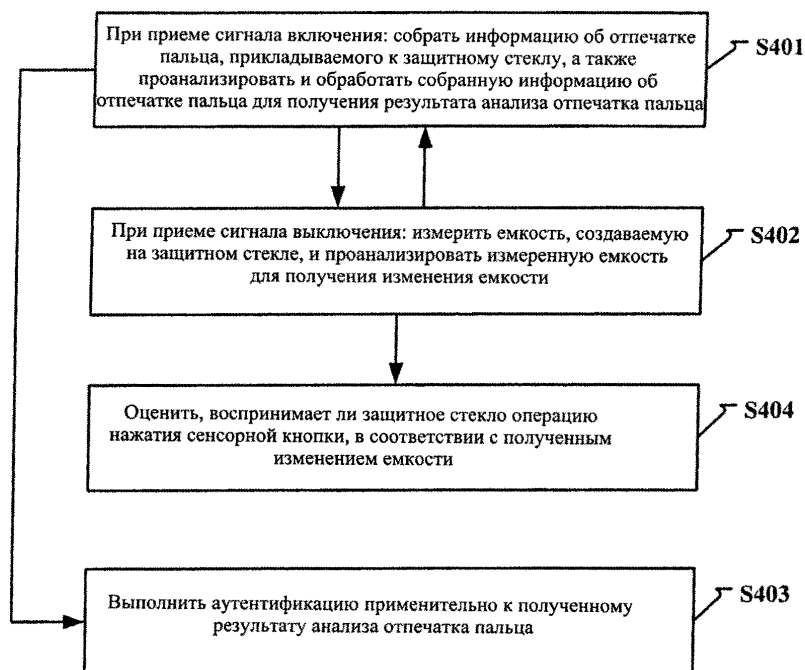 При приеме сигнала включения: собрать информацию об отпечатке
пальца, прикладываемого к защитному стеклу, а также
проанализировать и обработать собранную информацию об
отпечатке пальца для получения результата анализа отпечатка пальца
S401
При приеме сигнала выключения: измерить емкость, создаваемую
на защитном стекле, и проанализировать измеренную емкость
для получения изменения емкости
S402
Оценить, воспринимает ли защитное стекло операцию
нажатия сенсорной кнопки, в соответствии с полученным
изменением емкости
S404
Выполнить аутентификацию применительно к полученному
результату анализа отпечатка пальца
S403